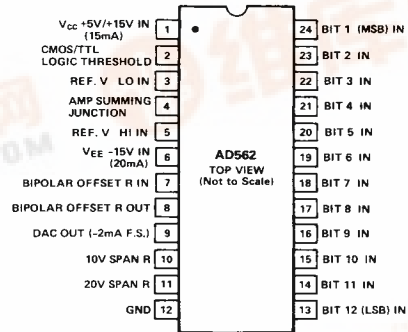 VCC +5V/+15V IN
(15mA)
1
CMOS/TTL
LOGIC THRESHOLD
2
REF. V LO IN
3
AMP SUMMING
JUNCTION
4
REF. V HI IN
5
VEE -15V IN
(20mA)
6
BIPOLAR OFFSET R IN
7
BIPOLAR OFFSET R OUT
8
DAC OUT (-2mA F.S.)
9
10V SPAN R
10
20V SPAN R
11
GND
12
AD562
TOP VIEW
(Not to Scale)
24 BIT 1 (MSB) IN
23 BIT 2 IN
22 BIT 3 IN
21 BIT 4 IN
20 BIT 5 IN
19 BIT 6 IN
18 BIT 7 IN
17 BIT 8 IN
16 BIT 9 IN
15 BIT 10 IN
14 BIT 11 IN
13 BIT 12 (LSB) IN